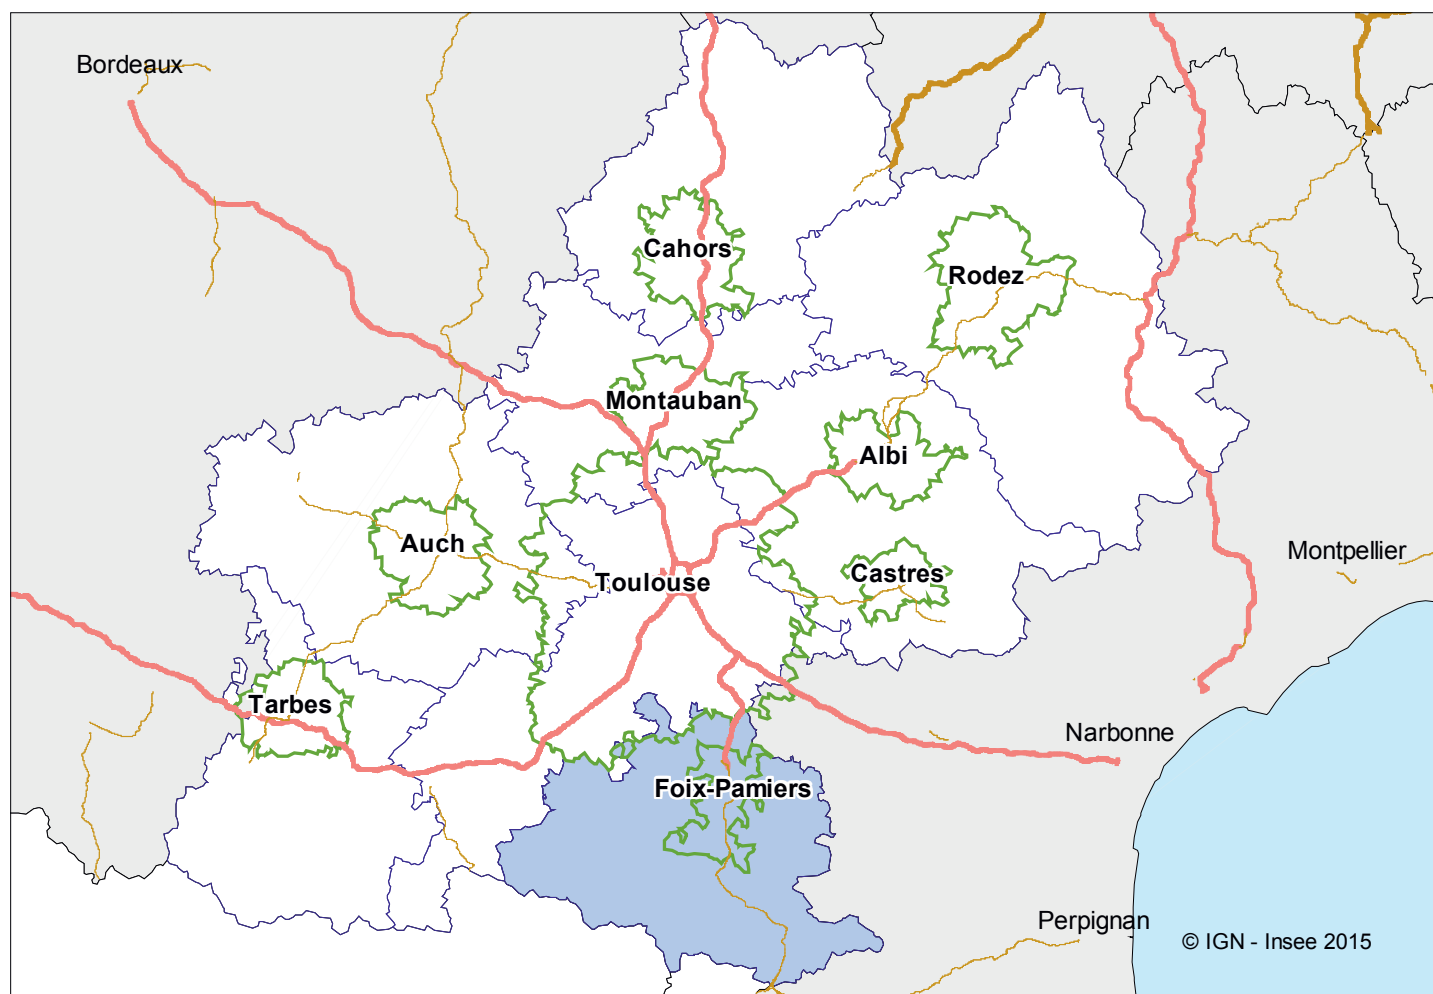 Bordeaux
Cahors
Rodez
Montauban
Albi
Auch
Montpellier
Castres
Toulouse
Tarbes
Narbonne
Foix-Pamiers
Perpignan
© IGN - Insee 2015